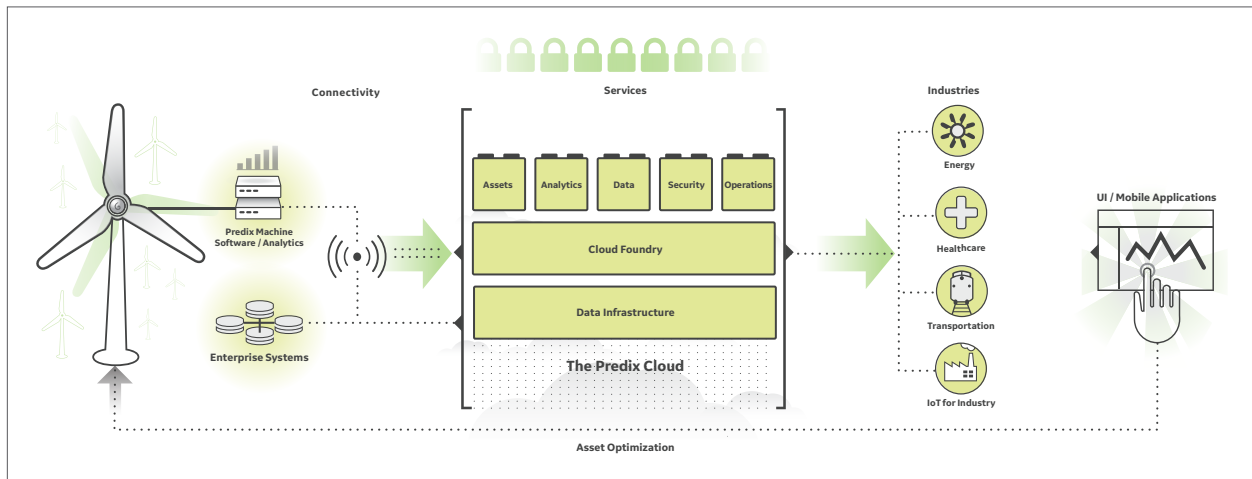 Connectivity
Services
Industries
Assets
Analytics
Data
Security
Operations
Energy
Predix Machine
Software / Analytics
Cloud Foundry
Healthcare
UI / Mobile Applications
Data Infrastructure
Transportation
Enterprise Systems
The Predix Cloud
IoT for Industry
Asset Optimization